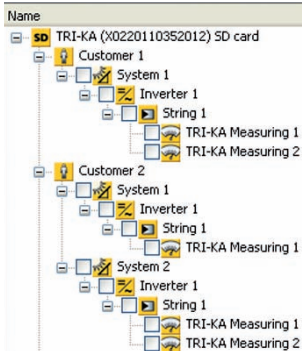 Name
SD TRI-KA (X0220110352012) SD card
Customer 1
System 1
Inverter 1
String 1
TRI-KA Measuring 1
TRI-KA Measuring 2
Customer 2
System 1
Inverter 1
String 1
TRI-KA Measuring 1
System 2
Inverter 1
String 1
TRI-KA Measuring 1
TRI-KA Measuring 2